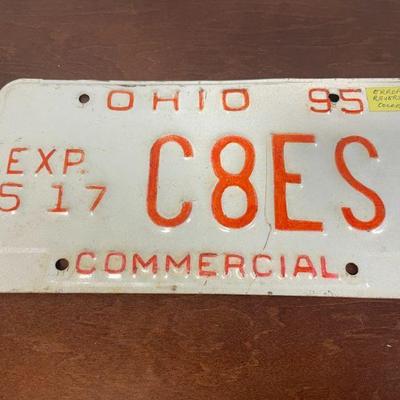 OHIO 95
EXP.
5 17
C8ES
COMMERCIAL